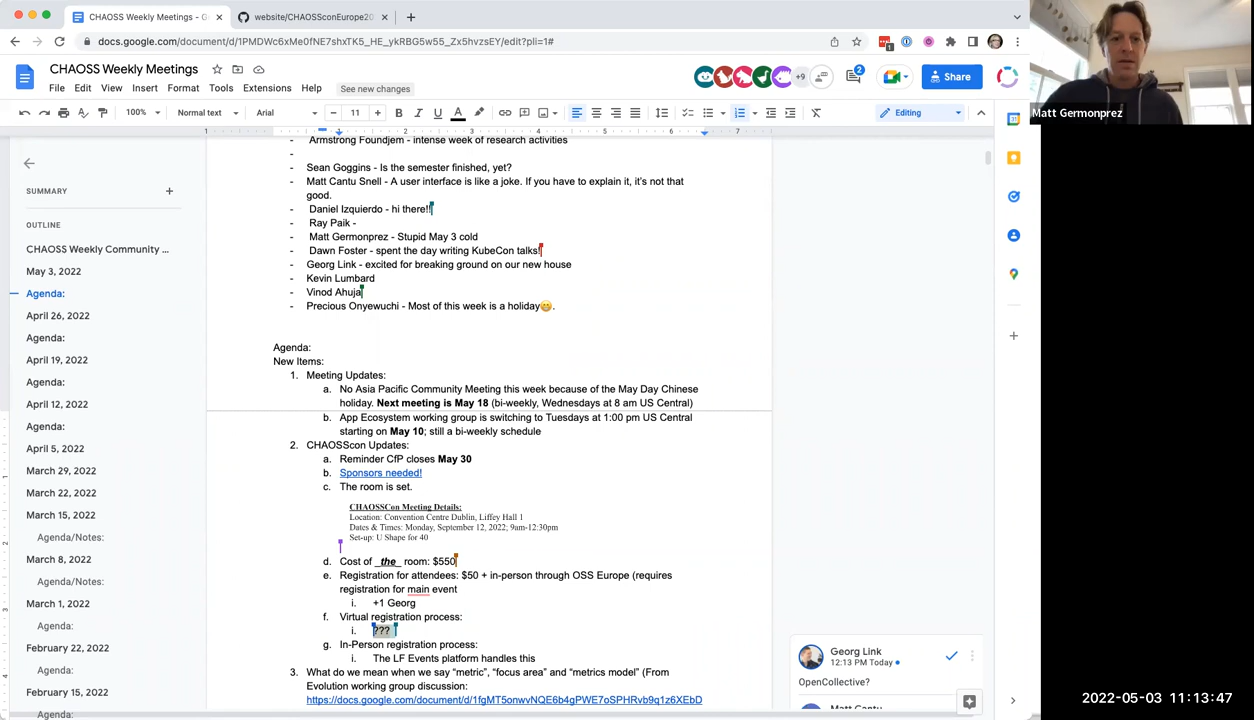 CHAOSS Weekly Meetings - G
website/CHAOSSconEurope20
docs.google.com/document/d/1PMDWc6xMe0fNE7shxTK5_HE_ykRBG5w55_Zx5hvzsEY/edit?pli=1#
CHAOSS Weekly Meetings
File Edit View Insert Format Tools Extensions Help See new changes
+9
2
Share
Matt Germonprez
100% Normal text Arial 11 Editing
1 1 2 3 4 5 6 7
Armstrong Foundjem - intense week of research activities
-
SUMMARY
OUTLINE
CHAOSS Weekly Community ...
May 3, 2022
Agenda:
April 26, 2022
Agenda:
April 19, 2022
Agenda:
April 12, 2022
Agenda:
April 5, 2022
March 29, 2022
March 22, 2022
March 15, 2022
Agenda/Notes:
March 8, 2022
Agenda/Notes:
March 1, 2022
Agenda:
February 22, 2022
Agenda:
February 15, 2022
Agenda:
- Sean Goggins - Is the semester finished, yet?
- Matt Cantu Snell - A user interface is like a joke. If you have to explain it, it's not that
good.
- Daniel Izquierdo - hi there!!
- Ray Paik -
- Matt Germonprez - Stupid May 3 cold
- Dawn Foster - spent the day writing KubeCon talks!
- Georg Link - excited for breaking ground on our new house
- Kevin Lumbard
- Vinod Ahuja
- Precious Onyewuchi - Most of this week is a holiday😁.
Agenda:
New Items:
1. Meeting Updates:
a. No Asia Pacific Community Meeting this week because of the May Day Chinese
holiday. Next meeting is May 18 (bi-weekly, Wednesdays at 8 am US Central)
b. App Ecosystem working group is switching to Tuesdays at 1:00 pm US Central
starting on May 10; still a bi-weekly schedule
2. CHAOSScon Updates:
a. Reminder CfP closes May 30
b. Sponsors needed!
c. The room is set.
CHAOSSCon Meeting Details:
Location: Convention Centre Dublin, Liffey Hall 1
Dates & Times: Monday, September 12, 2022; 9am-12:30pm
Set-up: U Shape for 40
d. Cost of _the_ room: $550
e. Registration for attendees: $50 + in-person through OSS Europe (requires
registration for main event
i. +1 Georg
f. Virtual registration process:
i. ???
g. In-Person registration process:
i. The LF Events platform handles this
3. What do we mean when we say "metric", "focus area" and "metrics model" (From
Evolution working group discussion:
https://docs.google.com/document/d/1fgMT5onwvNQE6b4gPWE7oSPHRvb9q1z6XEbD
Georg Link
12:13 PM Today
OpenCollective?
2022-05-03 11:13:47